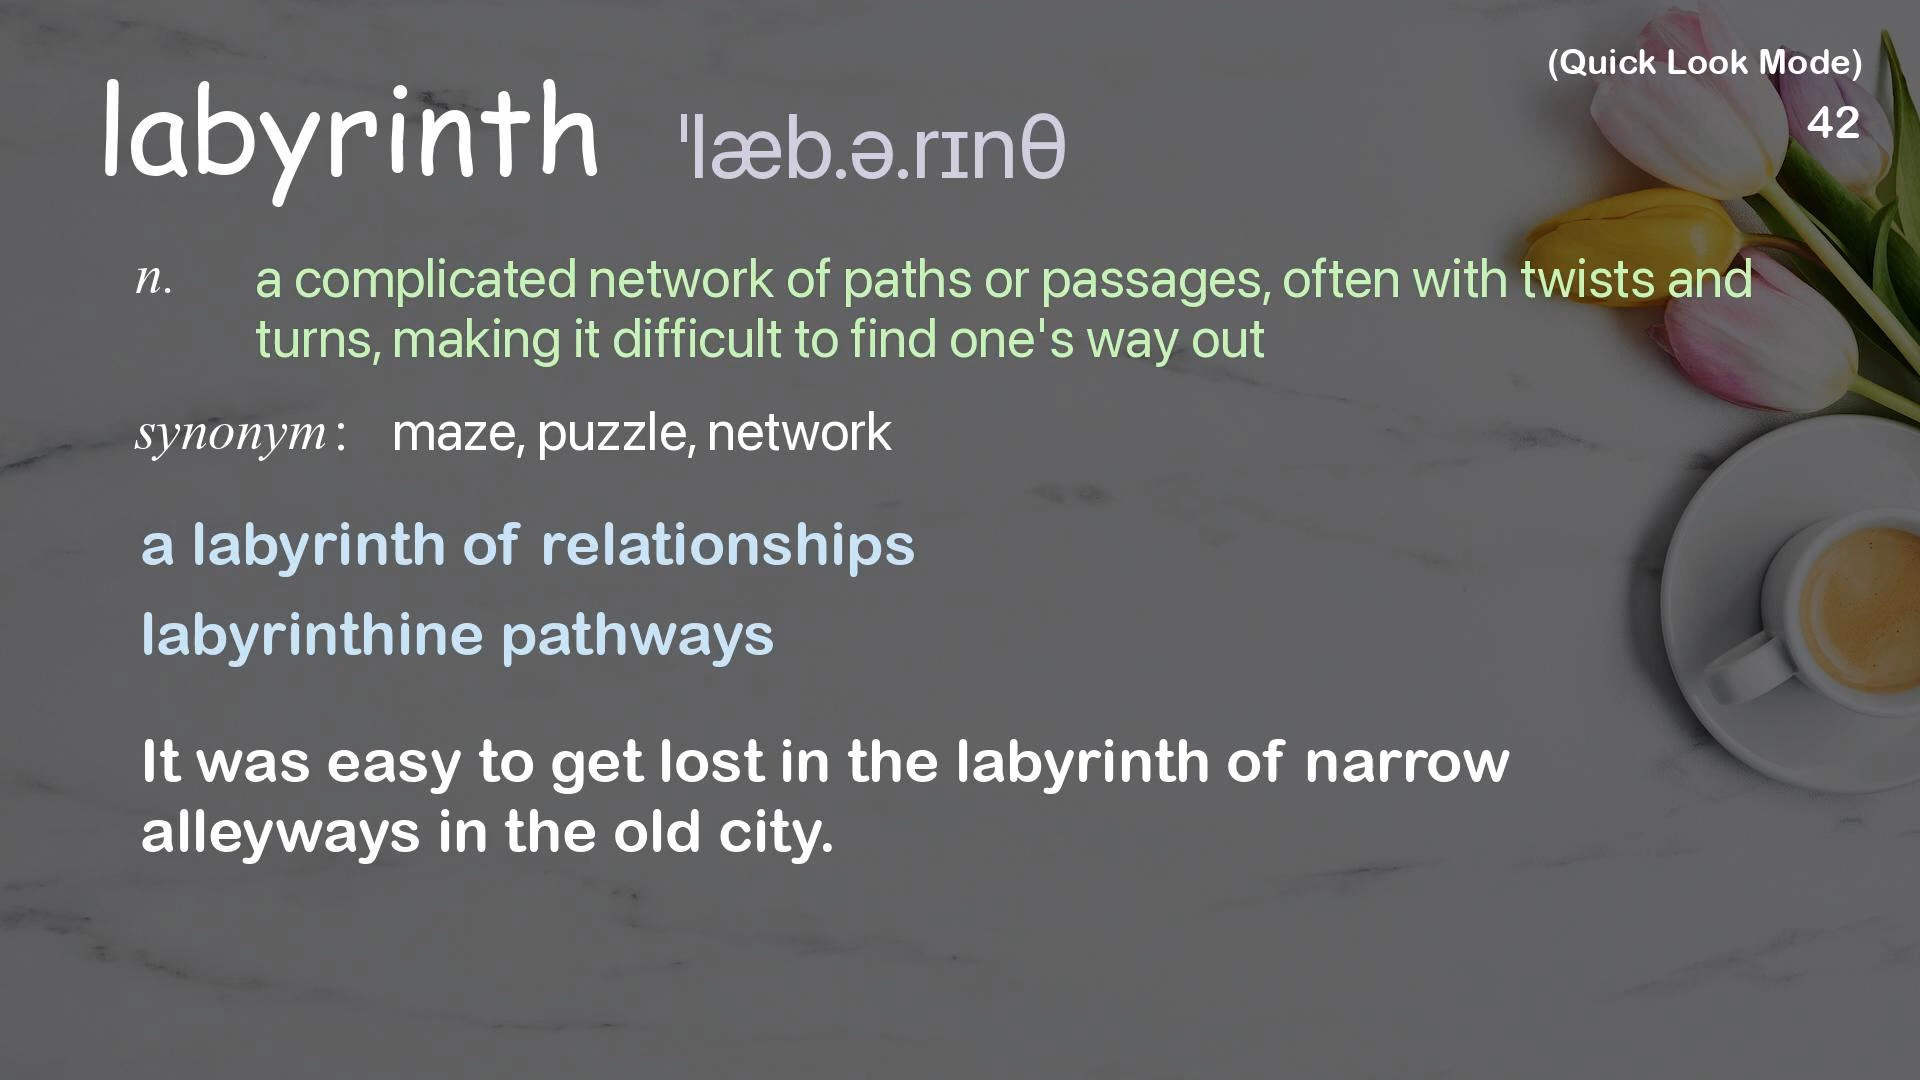 (Quick Look Mode)
labyrinth ˈlæb.ə.rɪnθ
42
n. a complicated network of paths or passages, often with twists and
turns, making it difficult to find one's way out
synonym: maze, puzzle, network
a labyrinth of relationships
labyrinthine pathways
It was easy to get lost in the labyrinth of narrow
alleyways in the old city.